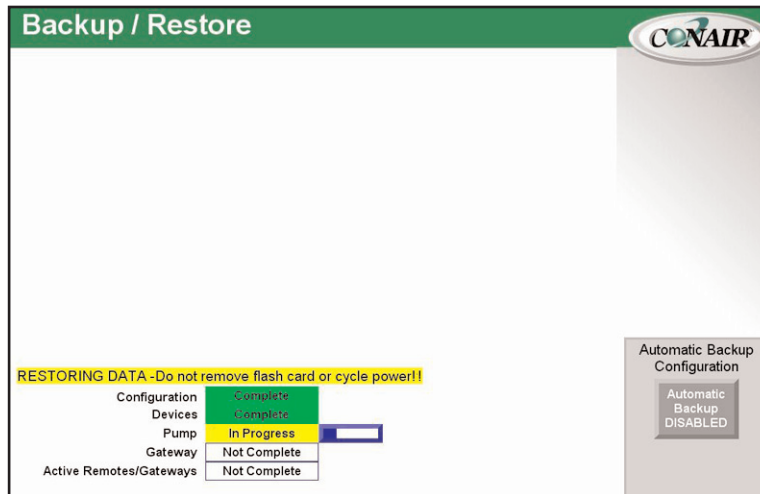 Backup / Restore
CONAIR
RESTORING DATA -Do not remove flash card or cycle power!!
Configuration Complete
Devices Complete
Pump In Progress
Gateway Not Complete
Active Remotes/Gateways Not Complete
Automatic Backup
Configuration
Automatic
Backup
DISABLED